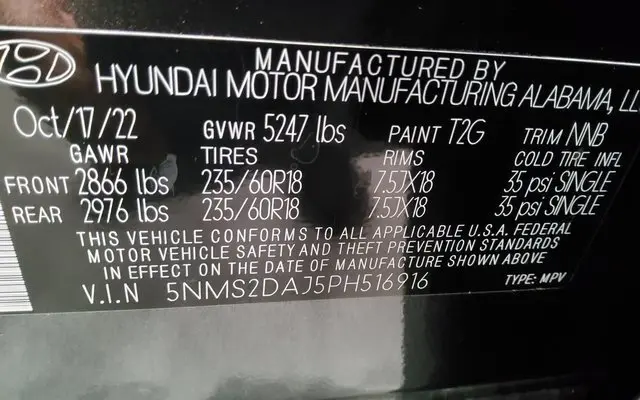 MANUFACTURED BY
HYUNDAI MOTOR MANUFACTURING ALABAMA,
Oct/17/22 GVWR 5247 lbs PAINT T2G TRIM NNB
GAWR TIRES RIMS COLD TIRE INFL
FRONT 2866 lbs 235/60R18 7.5JX18 35 psi SINGLE
REAR 2976 lbs 235/60R18 7.5JX18 35 psi SINGLE
THIS VEHICLE CONFORMS TO ALL APPLICABLE U.S.A. FEDERAL
MOTOR VEHICLE SAFETY AND THEFT PREVENTION STANDARDS
IN EFFECT ON THE DATE OF MANUFACTURE SHOWN ABOVE
V.I.N 5NMS2DAJ5PH516916 TYPE: MPV